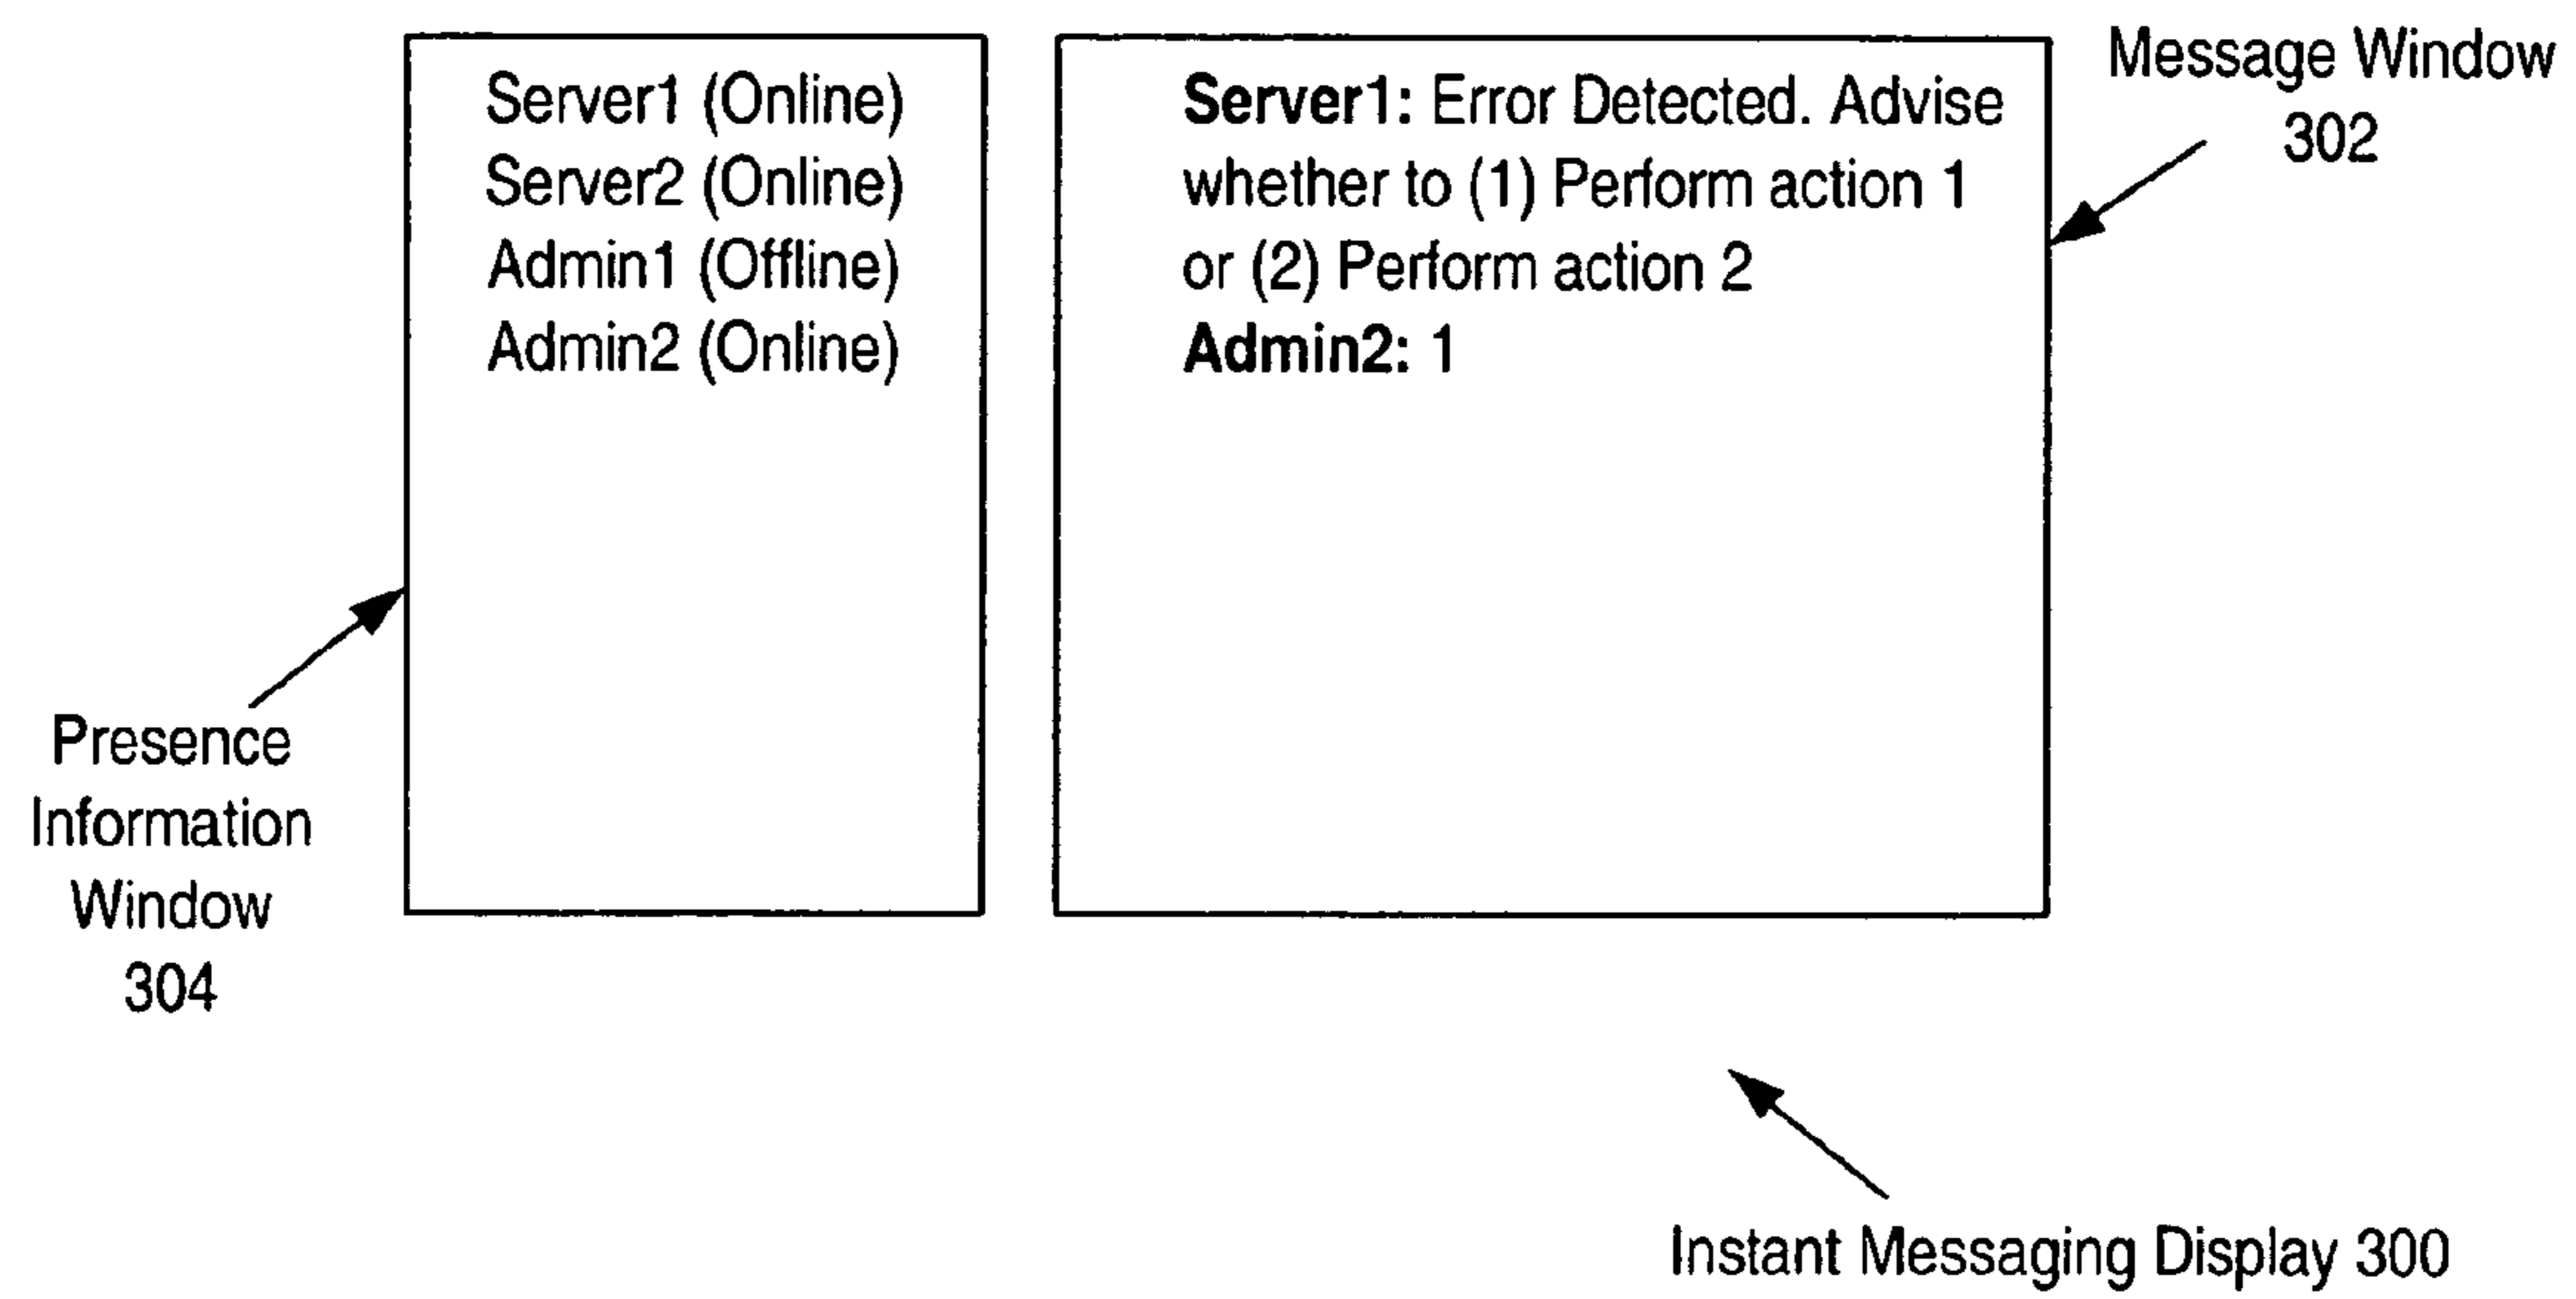 Server1 (Online)
Server2 (Online)
Admin1 (Offline)
Admin2 (Online)
Server1: Error Detected. Advise
whether to (1) Perform action 1
or (2) Perform action 2
Admin2: 1
Message Window
302
Presence
Information
Window
304
Instant Messaging Display 300